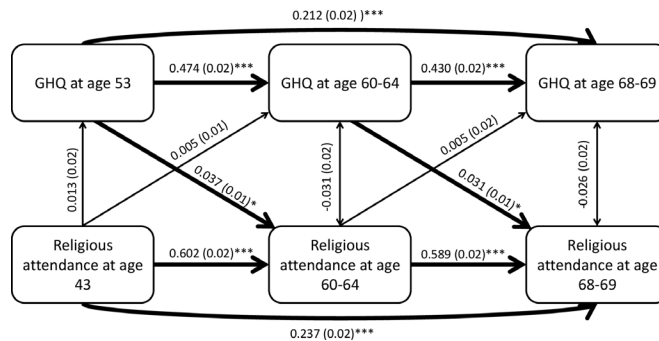 0.212 (0.02) )***
GHQ at age 53
0.474 (0.02)***
GHQ at age 60-64
0.430 (0.02)***
GHQ at age 68-69
0.013 (0.02)
0.005 (0.01)
0.037 (0.01)*
-0.031 (0.02)
0.005 (0.02)
0.031 (0.01)*
-0.026 (0.02)
Religious
attendance at age
43
0.602 (0.02)***
Religious
attendance at age
60-64
0.589 (0.02)***
Religious
attendance at age
68-69
0.237 (0.02)***